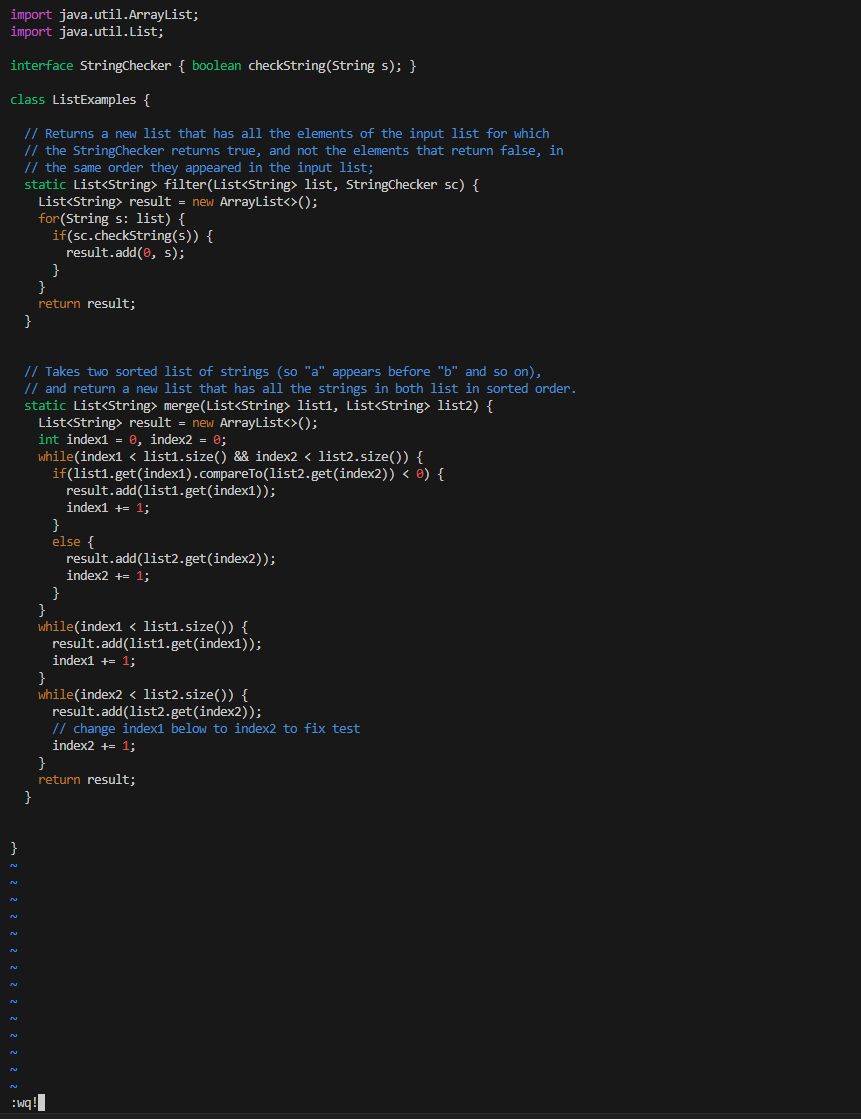 import java.util.ArrayList;
import java.util.List;

interface StringChecker { boolean checkString(String s); }

class ListExamples {

  // Returns a new list that has all the elements of the input list for which
  // the StringChecker returns true, and not the elements that return false, in
  // the same order they appeared in the input list;
  static List<String> filter(List<String> list, StringChecker sc) {
    List<String> result = new ArrayList<>();
    for(String s: list) {
      if(sc.checkString(s)) {
        result.add(0, s);
      }
    }
    return result;
  }


  // Takes two sorted list of strings (so "a" appears before "b" and so on),
  // and return a new list that has all the strings in both list in sorted order.
  static List<String> merge(List<String> list1, List<String> list2) {
    List<String> result = new ArrayList<>();
    int index1 = 0, index2 = 0;
    while(index1 < list1.size() && index2 < list2.size()) {
      if(list1.get(index1).compareTo(list2.get(index2)) < 0) {
        result.add(list1.get(index1));
        index1 += 1;
      }
      else {
        result.add(list2.get(index2));
        index2 += 1;
      }
    }
    while(index1 < list1.size()) {
      result.add(list1.get(index1));
      index1 += 1;
    }
    while(index2 < list2.size()) {
      result.add(list2.get(index2));
      // change index1 below to index2 to fix test
      index2 += 1;
    }
    return result;
  }


}
~
~
~
~
~
~
~
~
~
~
~
~
~
~
:wq!